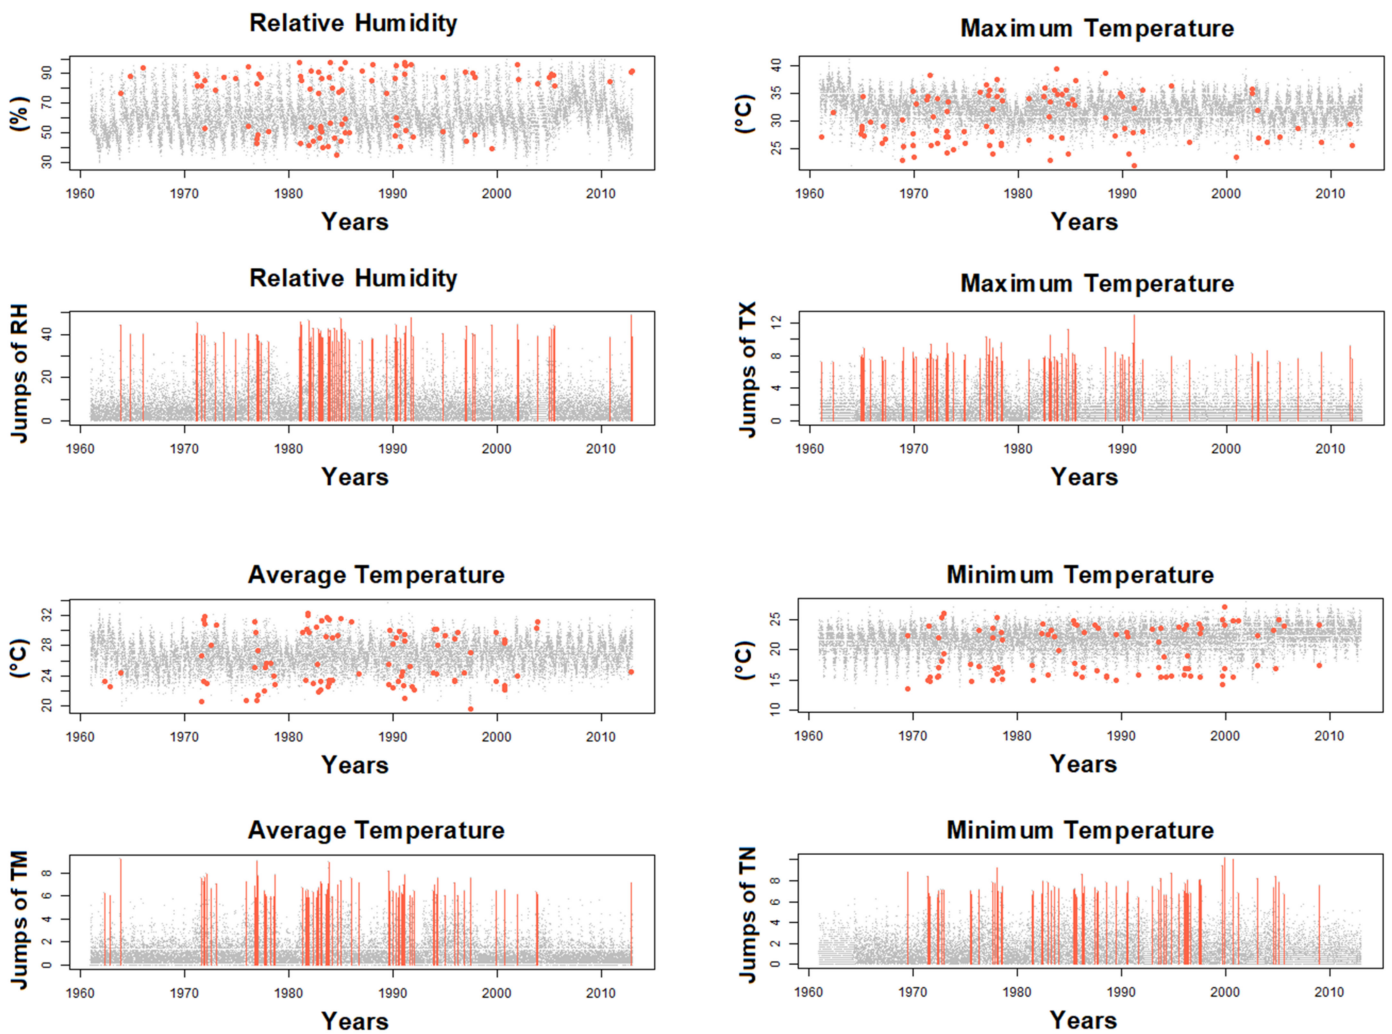 Relative Humidity
(%)
90
70
50
30
1960 1970 1980 1990 2000 2010
Years
Maximum Temperature
(°C)
40
35
30
25
1960 1970 1980 1990 2000 2010
Years
Relative Humidity
Jumps of RH
40
20
0
1960 1970 1980 1990 2000 2010
Years
Maximum Temperature
Jumps of TX
12
8
4
0
1960 1970 1980 1990 2000 2010
Years
Average Temperature
(°C)
32
28
24
20
1960 1970 1980 1990 2000 2010
Years
Minimum Temperature
(°C)
25
20
15
10
1960 1970 1980 1990 2000 2010
Years
Average Temperature
Jumps of TM
8
6
4
2
0
1960 1970 1980 1990 2000 2010
Years
Minimum Temperature
Jumps of TN
8
6
4
2
0
1960 1970 1980 1990 2000 2010
Years